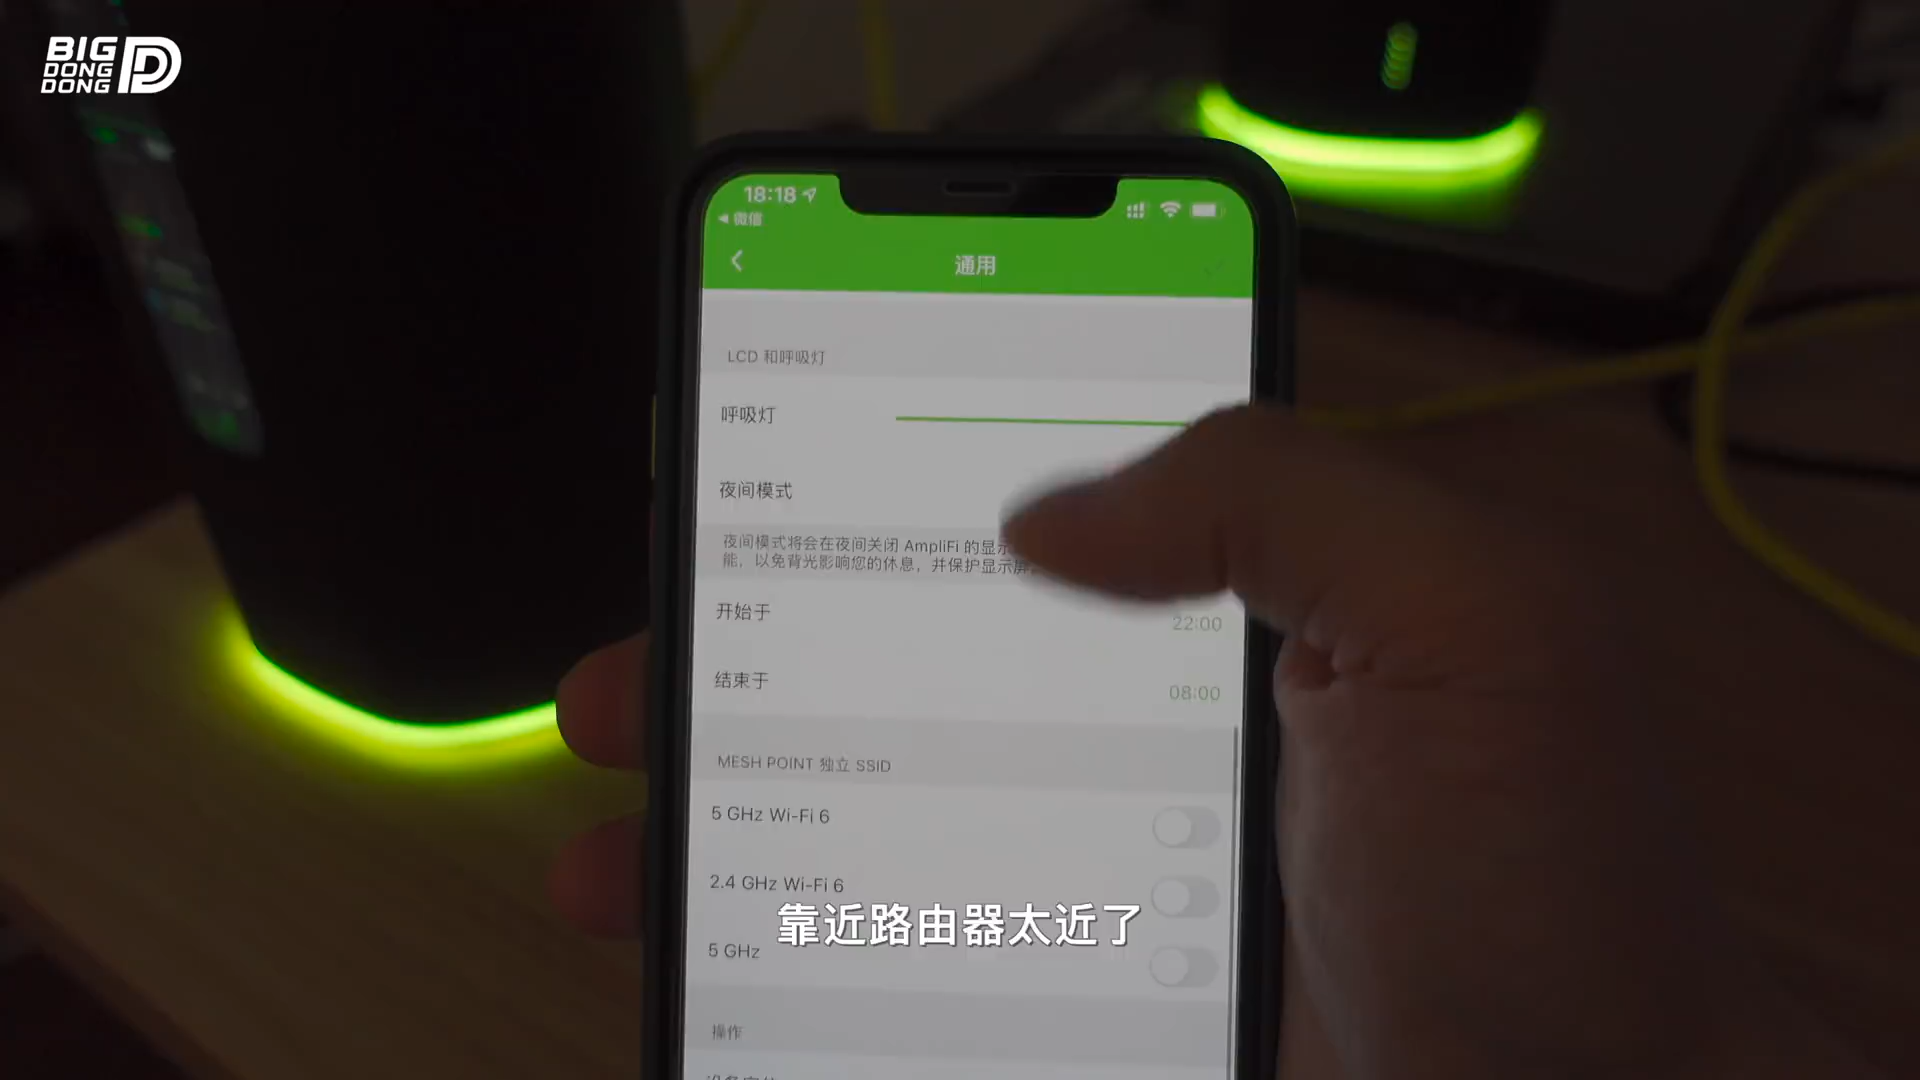 BIG
DONG
DONG
18:18
微信
通用
LCD 和呼吸灯
呼吸灯
夜间模式
夜间模式将会在夜间关闭 AmpliFi 的显示
能，以免背光影响您的休息，并保护显示屏
开始于 22:00
结束于 08:00
MESH POINT 独立 SSID
5 GHz Wi-Fi 6
2.4 GHz Wi-Fi 6
靠近路由器太近了
5 GHz
操作